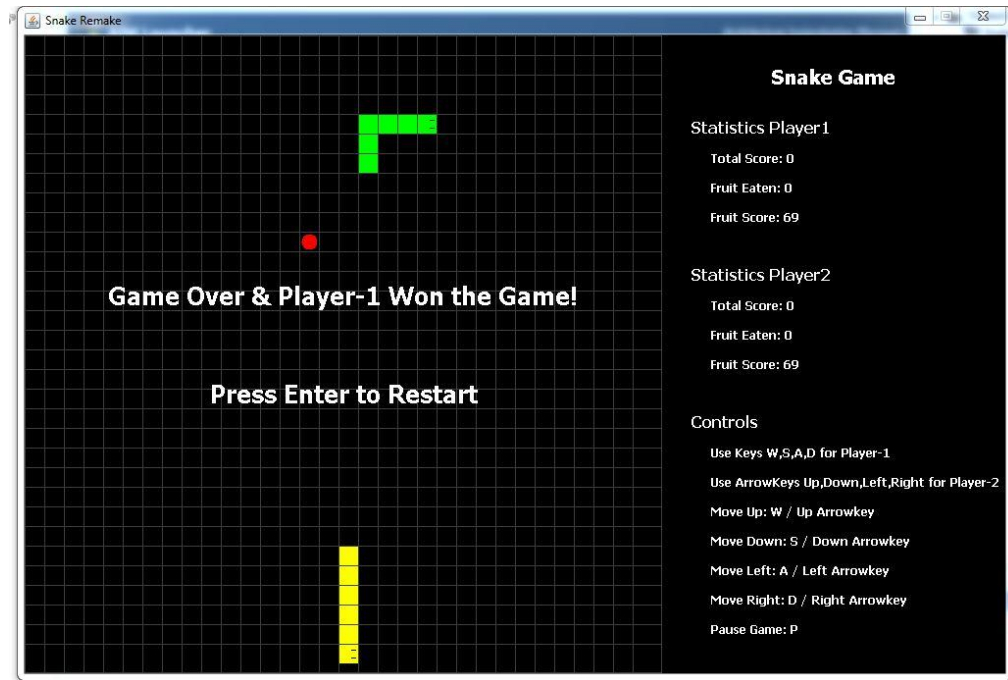 Snake Remake
Snake Game
Statistics Player1
Total Score: 0
Fruit Eaten: 0
Fruit Score: 69
Game Over & Player-1 Won the Game!
Statistics Player2
Total Score: 0
Fruit Eaten: 0
Fruit Score: 69
Press Enter to Restart
Controls
Use Keys W,S,A,D for Player-1
Use ArrowKeys Up,Down,Left,Right for Player-2
Move Up: W / Up Arrowkey
Move Down: S / Down Arrowkey
Move Left: A / Left Arrowkey
Move Right: D / Right Arrowkey
Pause Game: P